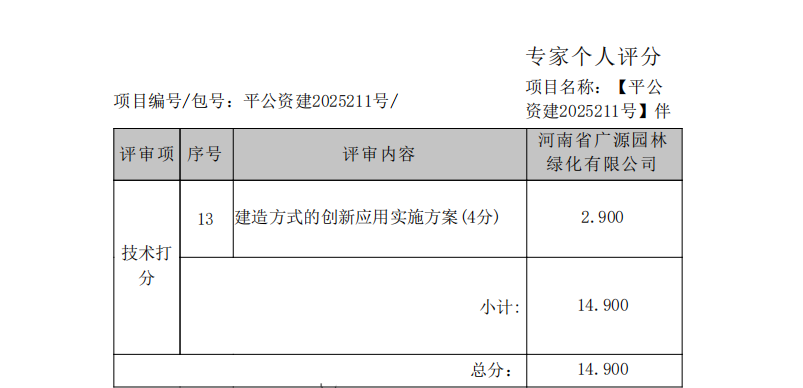 专家个人评分
项目编号/包号：平公资建2025211号/
项目名称：【平公
资建2025211号】伴
评审项 序号 评审内容 河南省广源园林
绿化有限公司
技术打
分
13 建造方式的创新应用实施方案(4分) 2.900
小计: 14.900
总分: 14.900